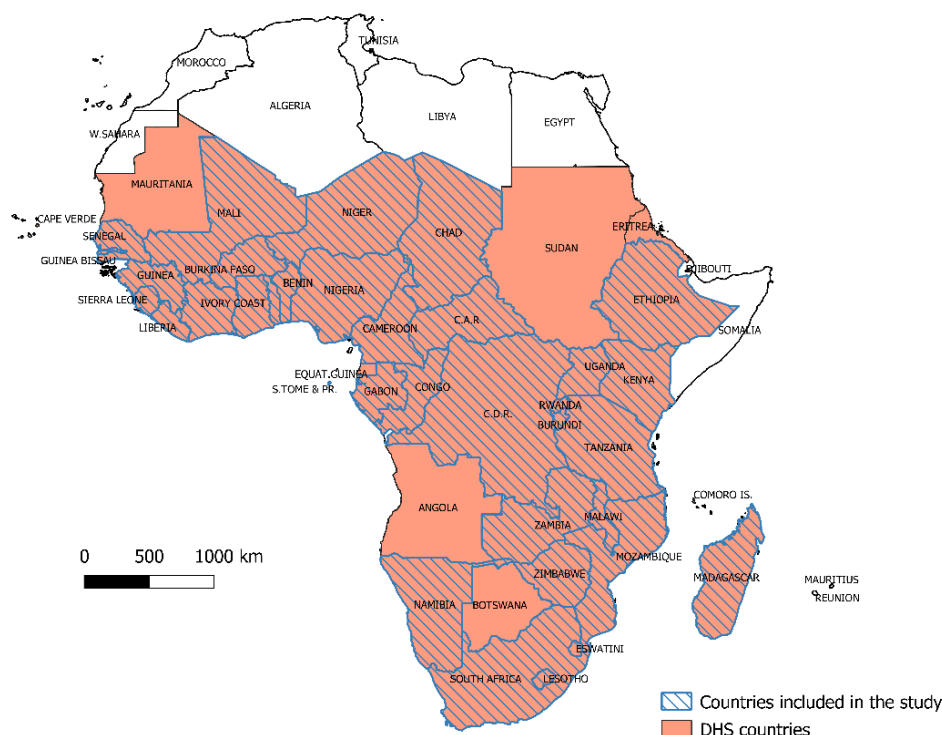 TUNISIA
MOROCCO
ALGERIA
LIBYA
EGYPT
W.SAHARA
MAURITANIA
MALI
NIGER
CAPE VERDE
CHAD
SENEGAL
SUDAN
ERITREA
GUINEA BISSAU
GUINEA
BURKINA FASO
DJIBOUTI
BENIN
NIGERIA
SIERRA LEONE
IVORY COAST
ETHIOPIA
LIBERIA
CAMEROON
C.A.R
SOMALIA
EQUAT.GUINEA
UGANDA
KENYA
S.TOME & PR.
GABON
CONGO
C.D.R.
RWANDA
BURUNDI
TANZANIA
COMORO IS.
ANGOLA
ZAMBIA
MALAWI
0 500 1000 km
MOZAMBIQUE
ZIMBABWE
MADAGASCAR
MAURITIUS
REUNION
NAMIBIA
BOTSWANA
ESWATINI
SOUTH AFRICA
LESOTHO
Countries included in the study
DHS countries